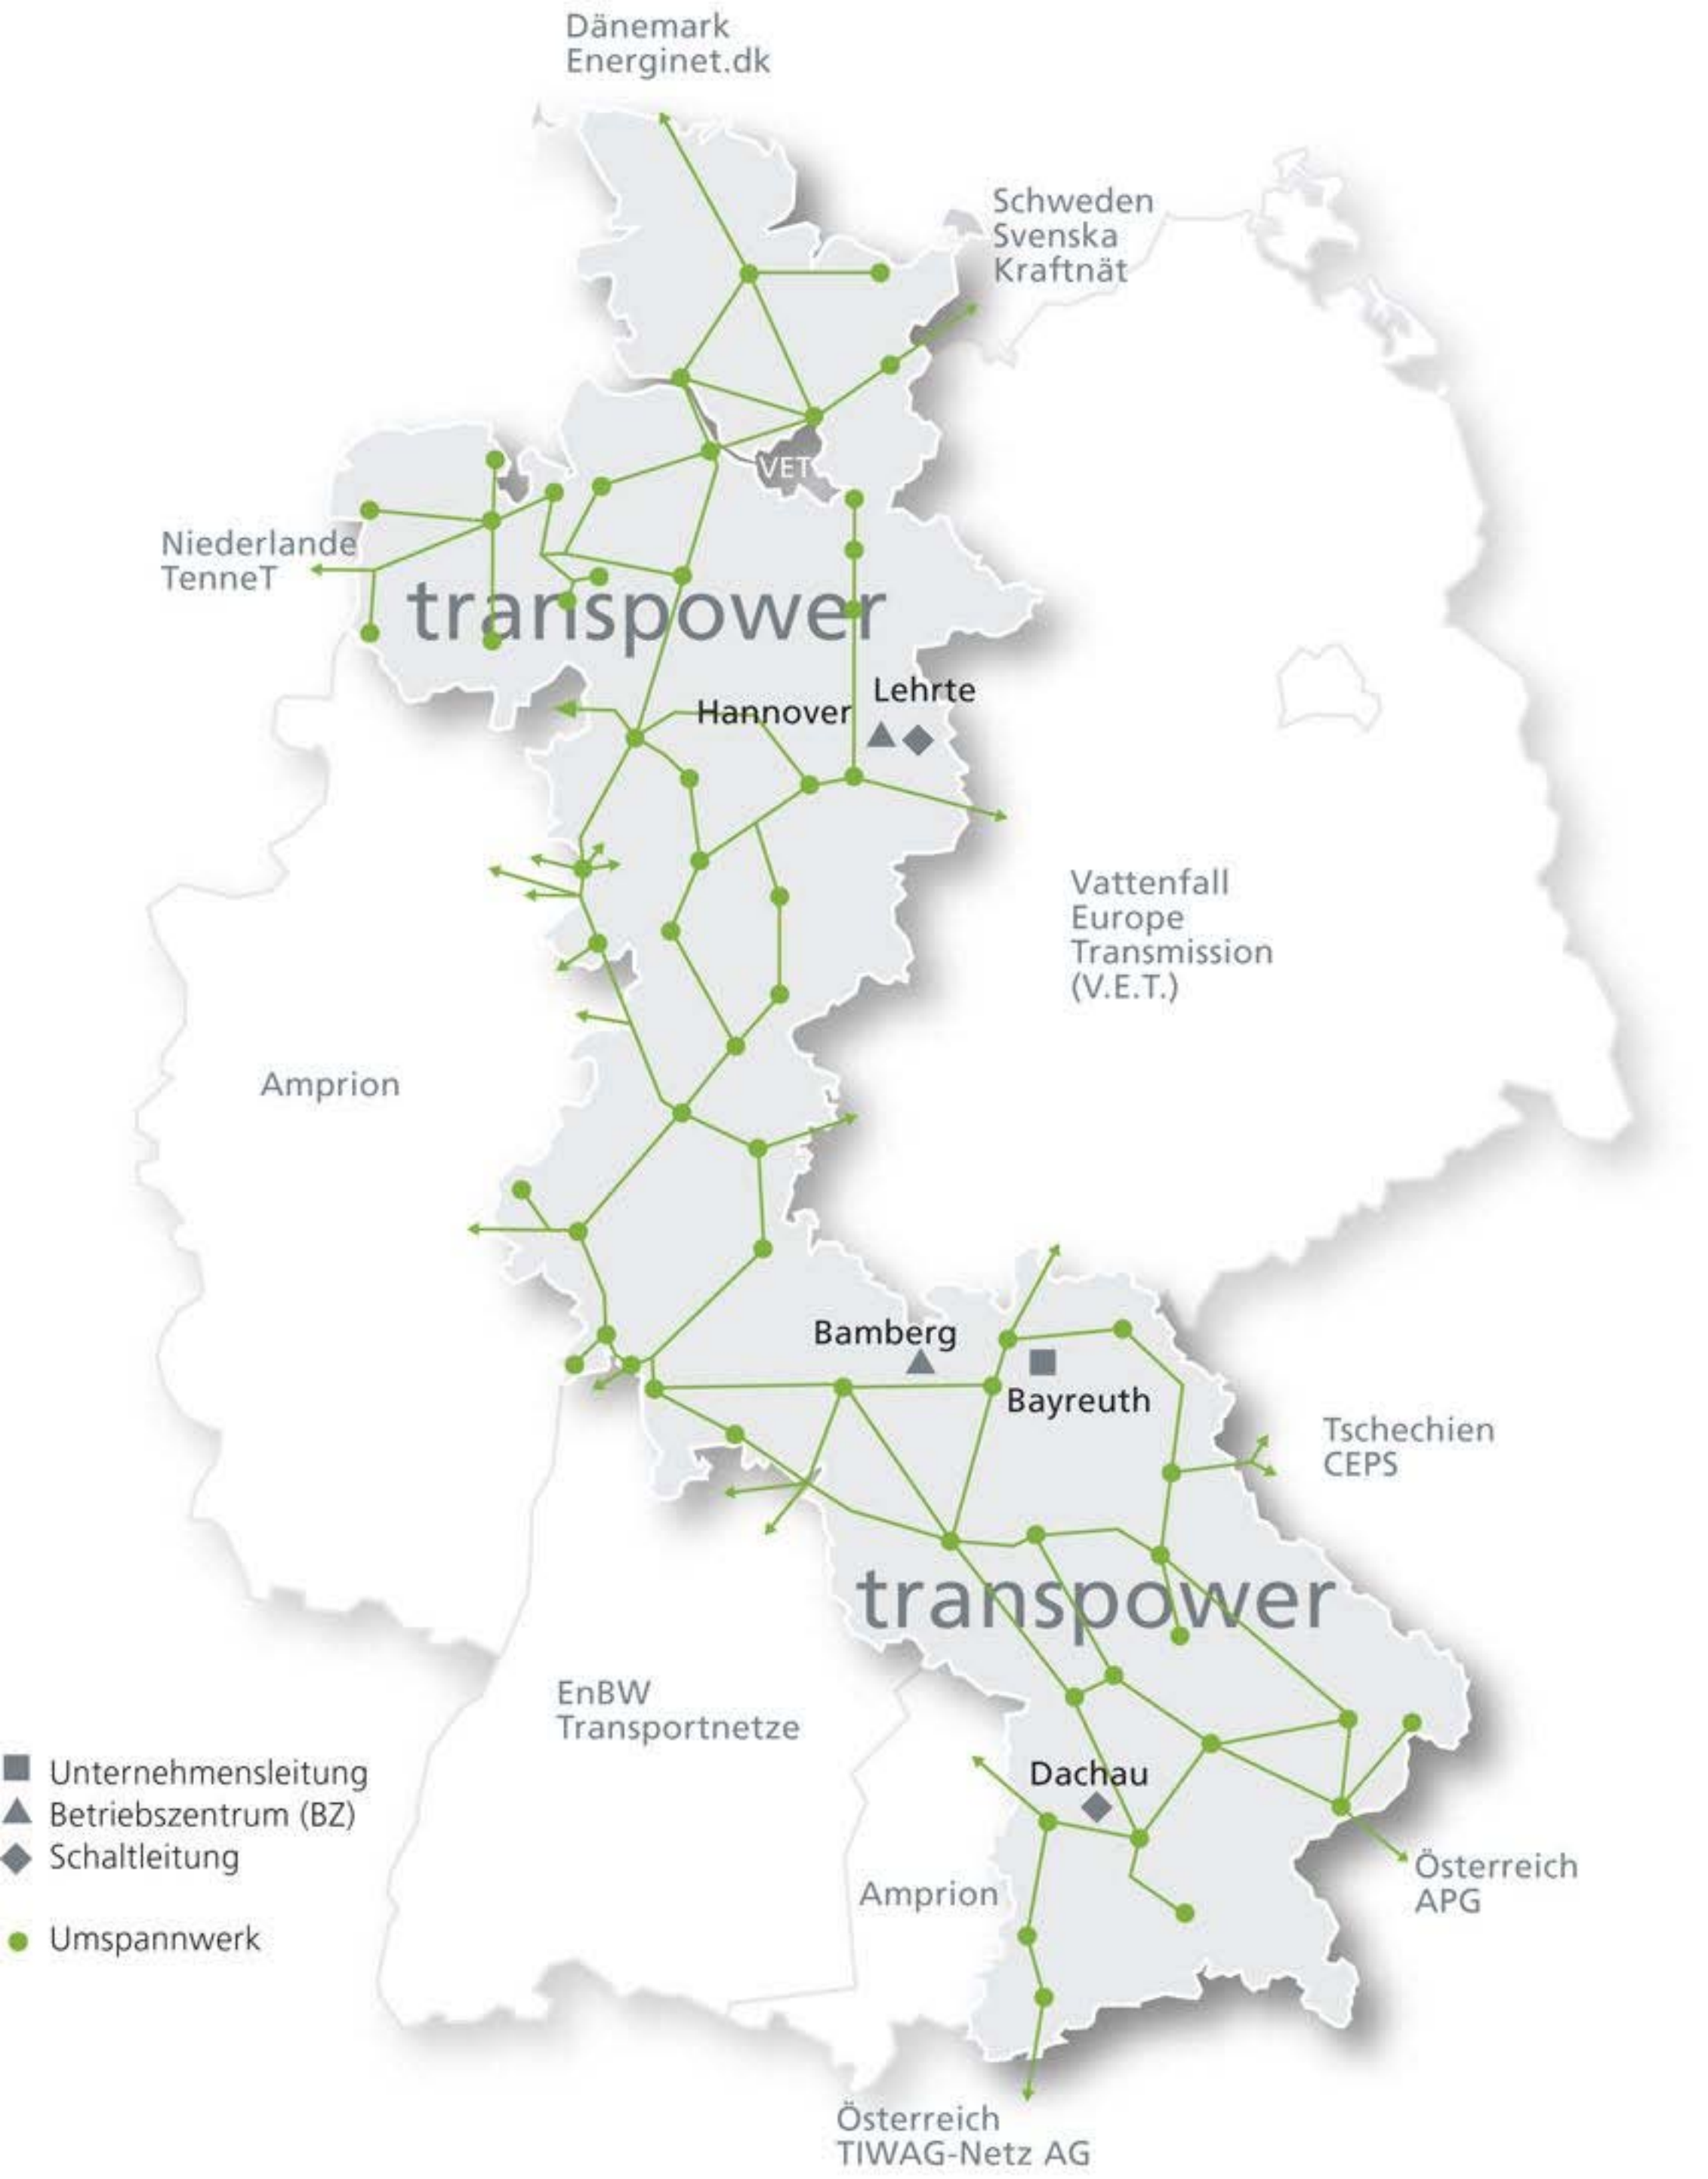 Dänemark
Energinet.dk
Schweden
Svenska
Kraftnät
VET
Niederlande
TenneT
transpower
Lehrte
Hannover
Vattenfall
Europe
Transmission
(V.E.T.)
Amprion
Bamberg
Bayreuth
Tschechien
CEPS
transpower
EnBW
Transportnetze
Unternehmensleitung
Betriebszentrum (BZ)
Schaltleitung
Umspannwerk
Dachau
Amprion
Österreich
APG
Österreich
TIWAG-Netz AG